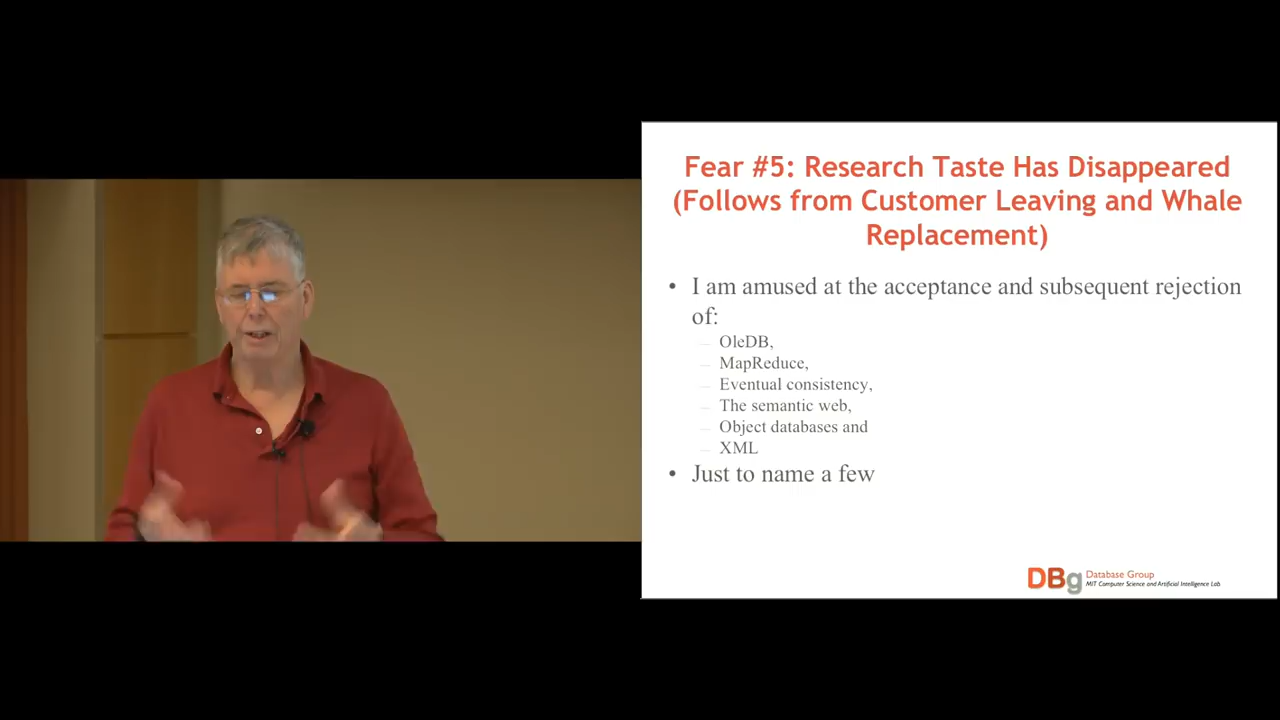 Fear #5: Research Taste Has Disappeared
(Follows from Customer Leaving and Whale
Replacement)
• I am amused at the acceptance and subsequent rejection
of:
– OleDB,
– MapReduce,
– Eventual consistency,
– The semantic web,
– Object databases and
– XML
• Just to name a few
DBg Database Group
MIT Computer Science and Artificial Intelligence Lab